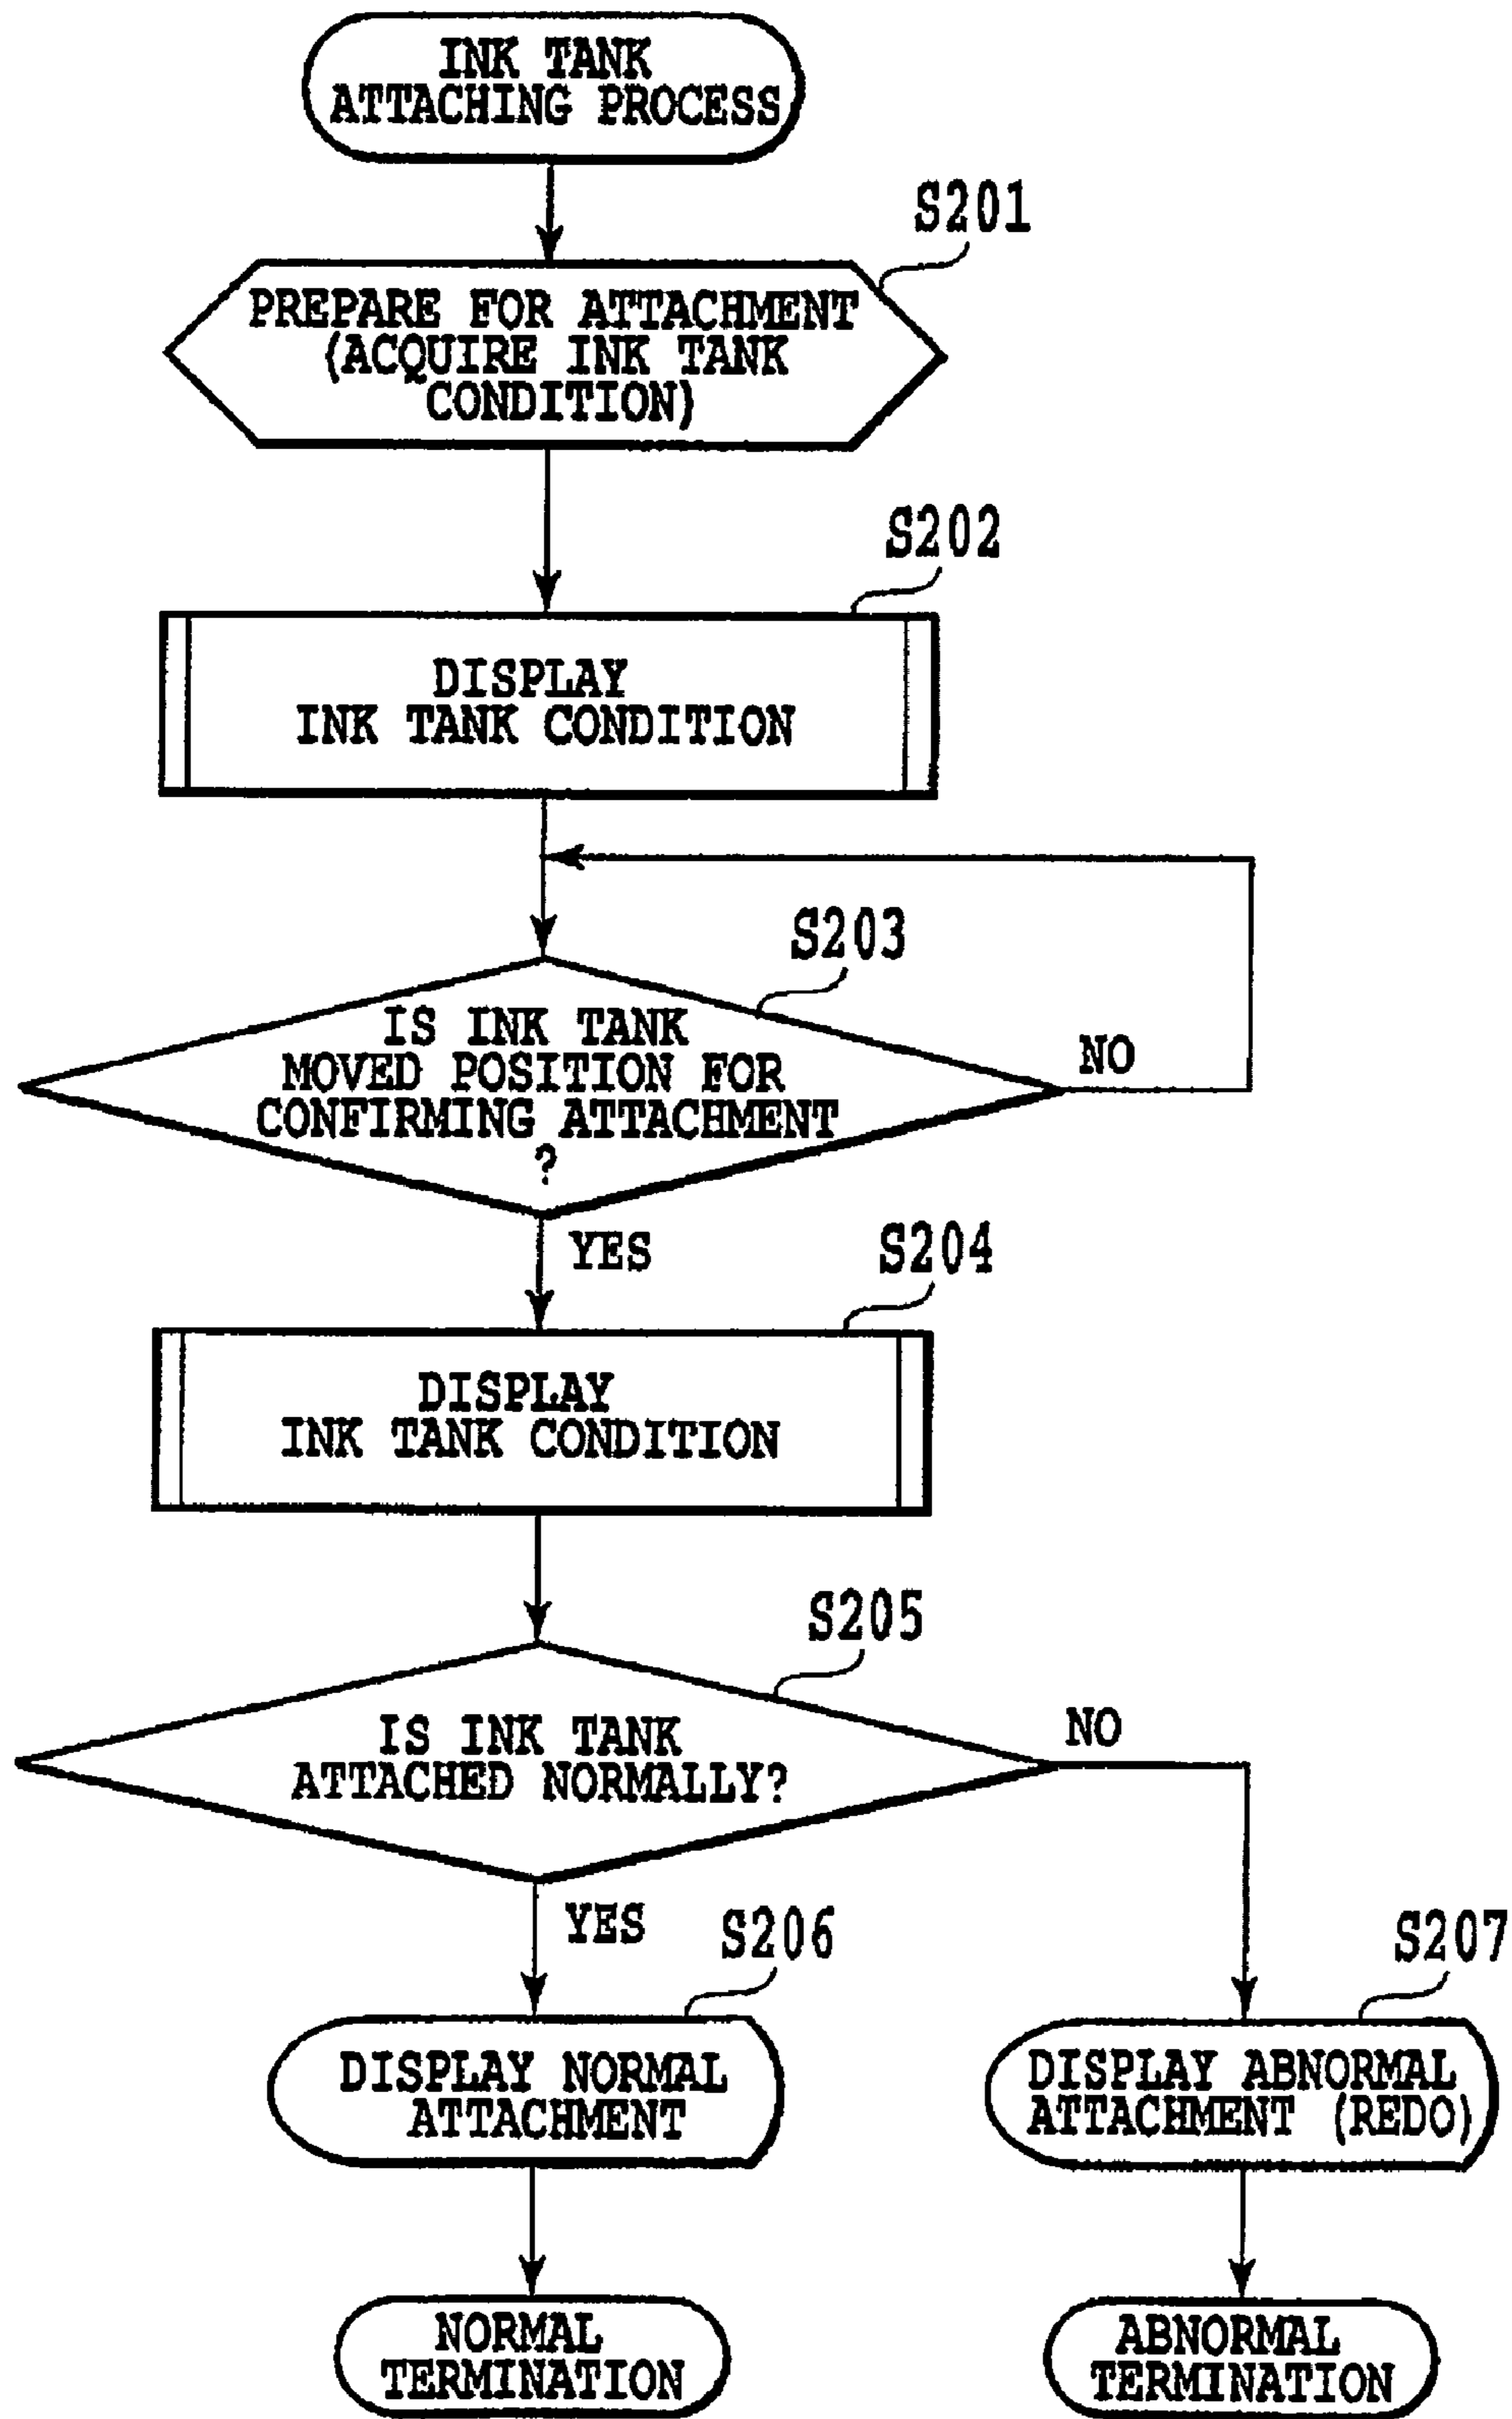 INK TANK
ATTACHING PROCESS
S201
PREPARE FOR ATTACHMENT
(ACQUIRE INK TANK
CONDITION)
S202
DISPLAY
INK TANK CONDITION
S203
IS INK TANK
MOVED POSITION FOR
CONFIRMING ATTACHMENT
?
NO
YES
S204
DISPLAY
INK TANK CONDITION
S205
IS INK TANK
ATTACHED NORMALLY?
NO
YES
S206
DISPLAY NORMAL
ATTACHMENT
S207
DISPLAY ABNORMAL
ATTACHMENT (REDO)
NORMAL
TERMINATION
ABNORMAL
TERMINATION